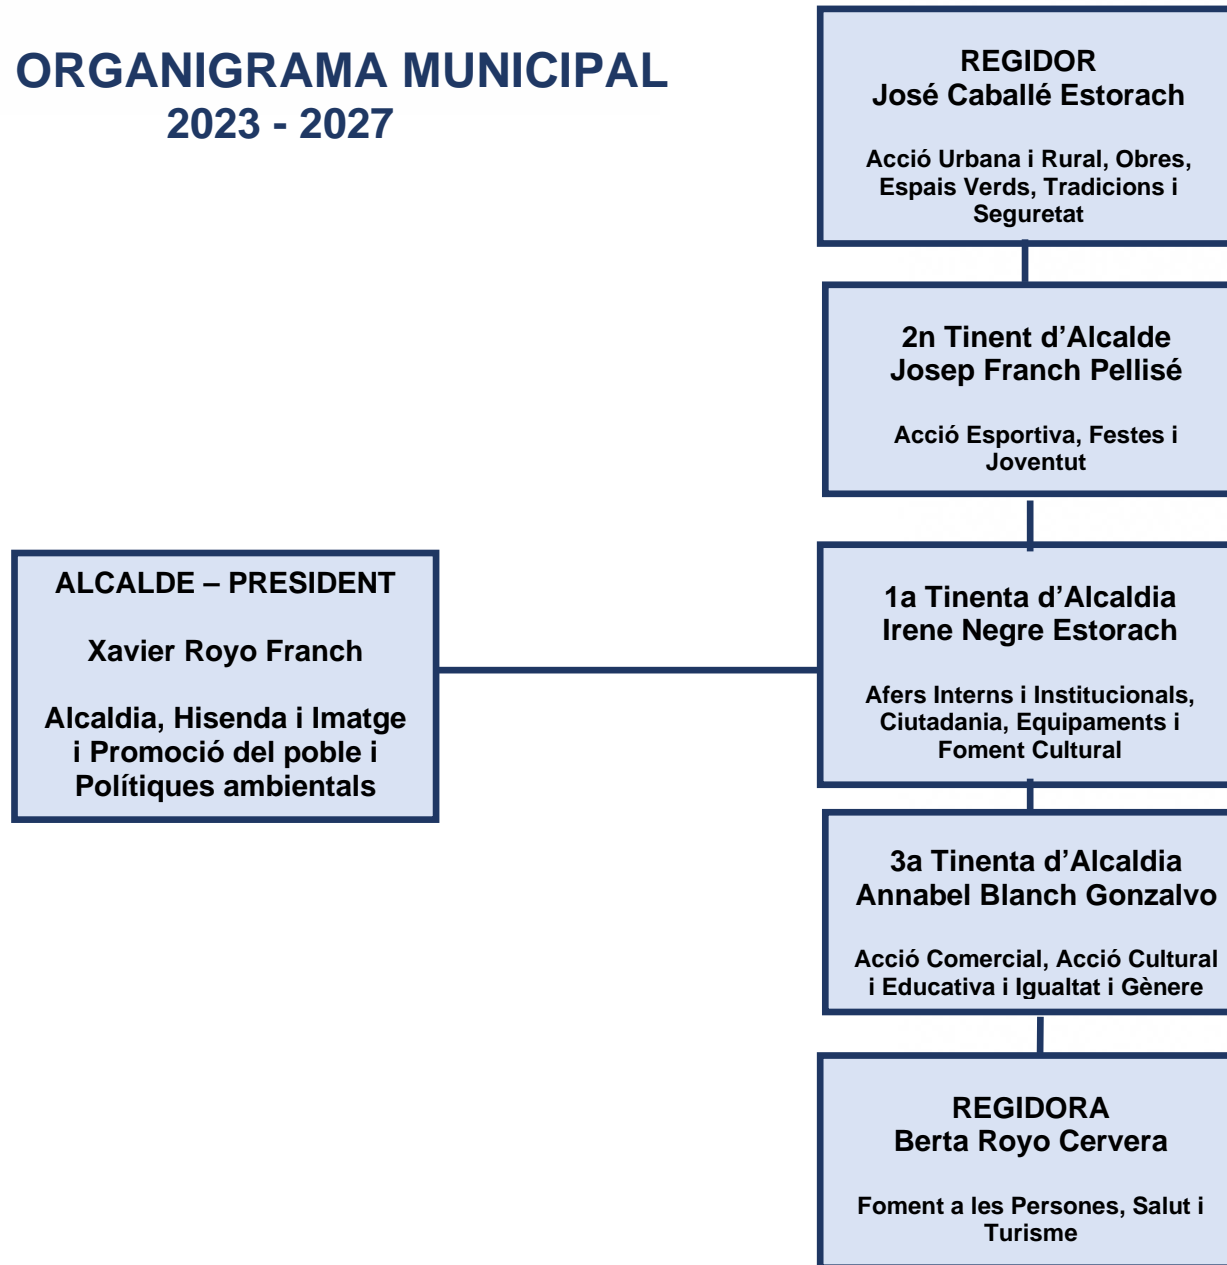 ORGANIGRAMA MUNICIPAL
2023 - 2027
REGIDOR
José Caballé Estorach
Acció Urbana i Rural, Obres,
Espais Verds, Tradicions i
Seguretat
2n Tinent d’Alcalde
Josep Franch Pellisé
Acció Esportiva, Festes i
Joventut
ALCALDE – PRESIDENT
Xavier Royo Franch
Alcaldia, Hisenda i Imatge
i Promoció del poble i
Polítiques ambientals
1a Tinenta d’Alcaldia
Irene Negre Estorach
Afers Interns i Institucionals,
Ciutadania, Equipaments i
Foment Cultural
3a Tinenta d’Alcaldia
Annabel Blanch Gonzalvo
Acció Comercial, Acció Cultural
i Educativa i Igualtat i Gènere
REGIDORA
Berta Royo Cervera
Foment a les Persones, Salut i
Turisme